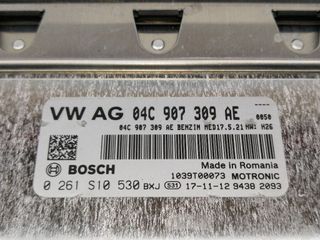 VW AG 04C 907 309 AE 0050
04C 907 309 AE BENZIN MED17.5.21 HW: H26
BOSCH
Made in Romania
1039T00073 MOTRONIC
0 261 S10 530 BXJ 531 17-11-12 9438 2093